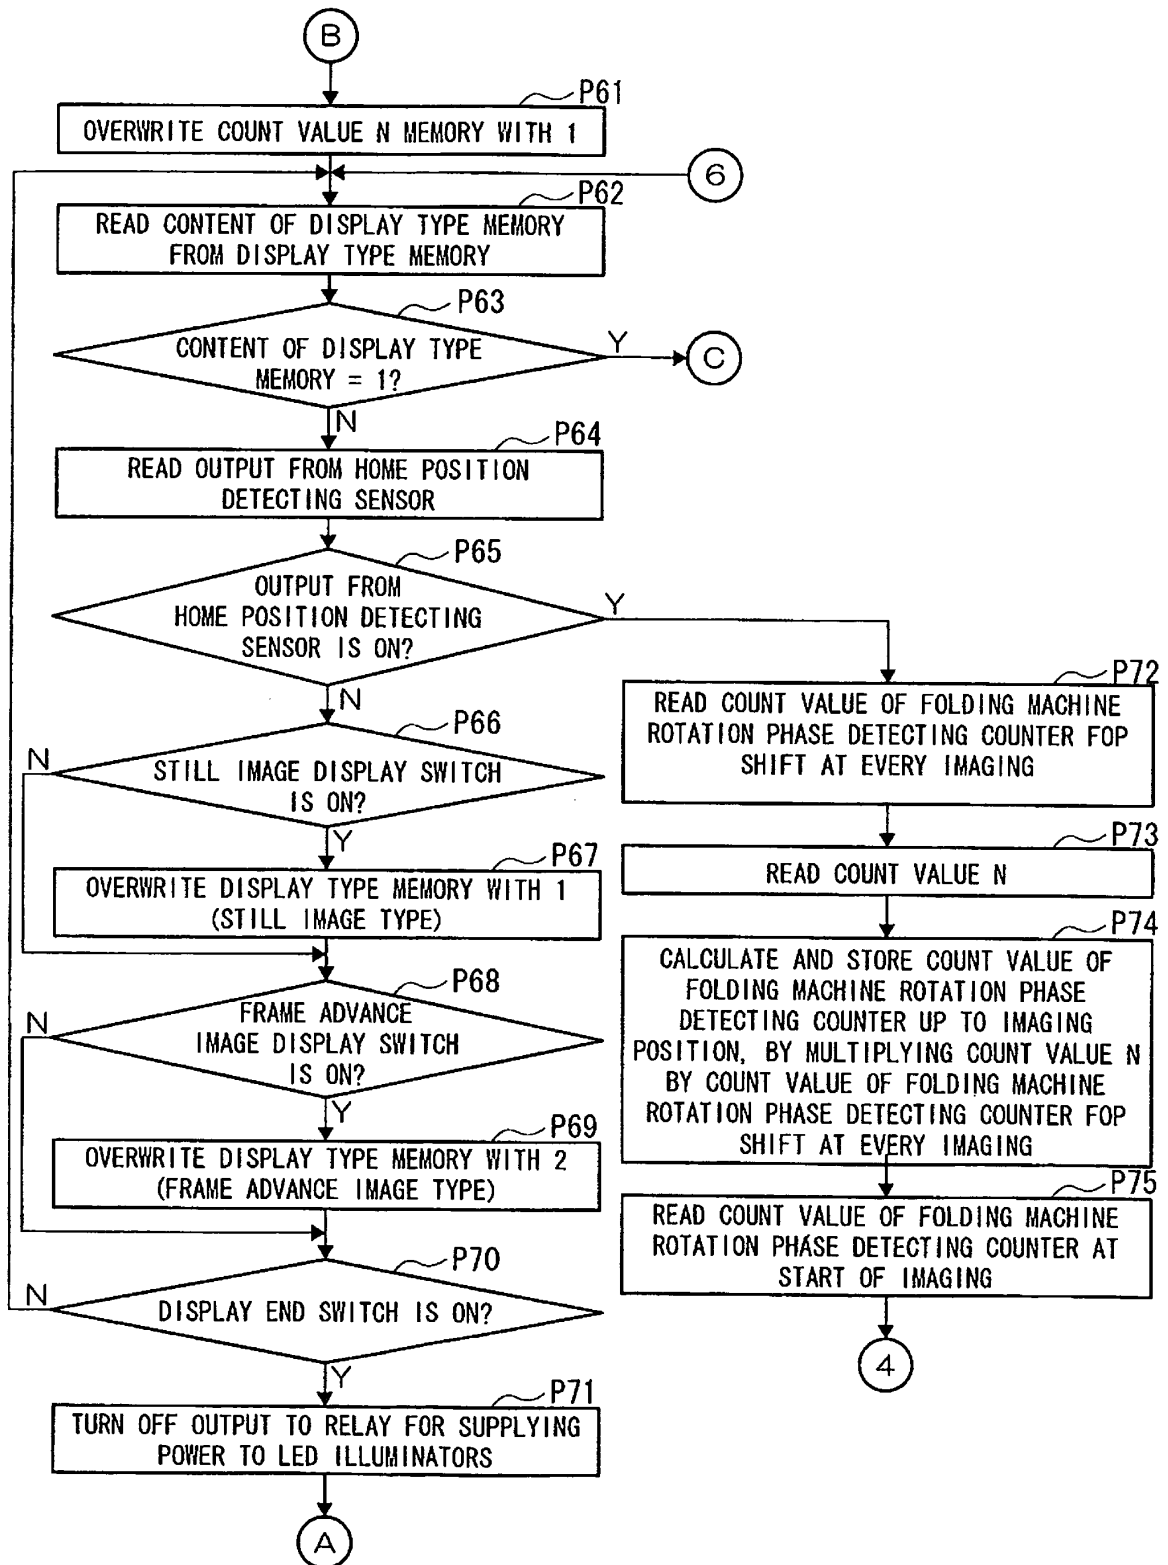 B
P61
OVERWRITE COUNT VALUE N MEMORY WITH 1
6
P62
READ CONTENT OF DISPLAY TYPE MEMORY
FROM DISPLAY TYPE MEMORY
P63
CONTENT OF DISPLAY TYPE
MEMORY = 1?
Y
C
N
P64
READ OUTPUT FROM HOME POSITION
DETECTING SENSOR
P65
OUTPUT FROM
HOME POSITION DETECTING
SENSOR IS ON?
Y
N
P66
STILL IMAGE DISPLAY SWITCH
IS ON?
N
Y
P67
OVERWRITE DISPLAY TYPE MEMORY WITH 1
(STILL IMAGE TYPE)
P68
FRAME ADVANCE
IMAGE DISPLAY SWITCH
IS ON?
N
Y
P69
OVERWRITE DISPLAY TYPE MEMORY WITH 2
(FRAME ADVANCE IMAGE TYPE)
P70
DISPLAY END SWITCH IS ON?
N
Y
P71
TURN OFF OUTPUT TO RELAY FOR SUPPLYING
POWER TO LED ILLUMINATORS
A
P72
READ COUNT VALUE OF FOLDING MACHINE
ROTATION PHASE DETECTING COUNTER FOP
SHIFT AT EVERY IMAGING
P73
READ COUNT VALUE N
P74
CALCULATE AND STORE COUNT VALUE OF
FOLDING MACHINE ROTATION PHASE
DETECTING COUNTER UP TO IMAGING
POSITION, BY MULTIPLYING COUNT VALUE N
BY COUNT VALUE OF FOLDING MACHINE
ROTATION PHASE DETECTING COUNTER FOP
SHIFT AT EVERY IMAGING
P75
READ COUNT VALUE OF FOLDING MACHINE
ROTATION PHASE DETECTING COUNTER AT
START OF IMAGING
4